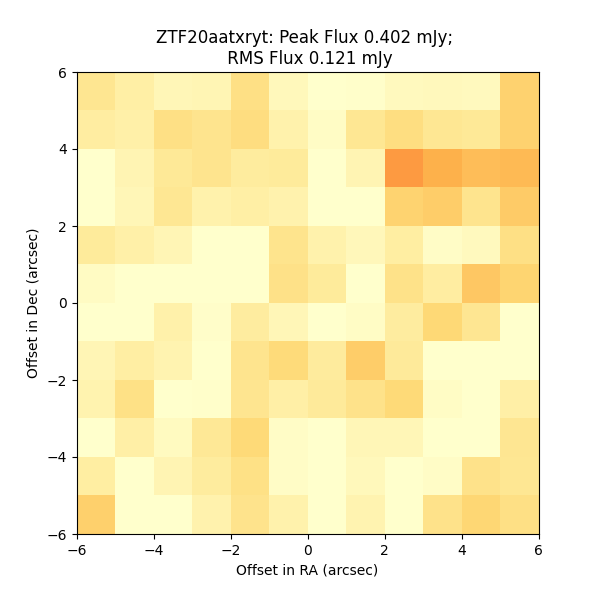 ZTF20aatxryt: Peak Flux 0.402 mJy;
RMS Flux 0.121 mJy
6
4
2
0
−2
−4
−6
Offset in Dec (arcsec)
−6 −4 −2 0 2 4 6
Offset in RA (arcsec)